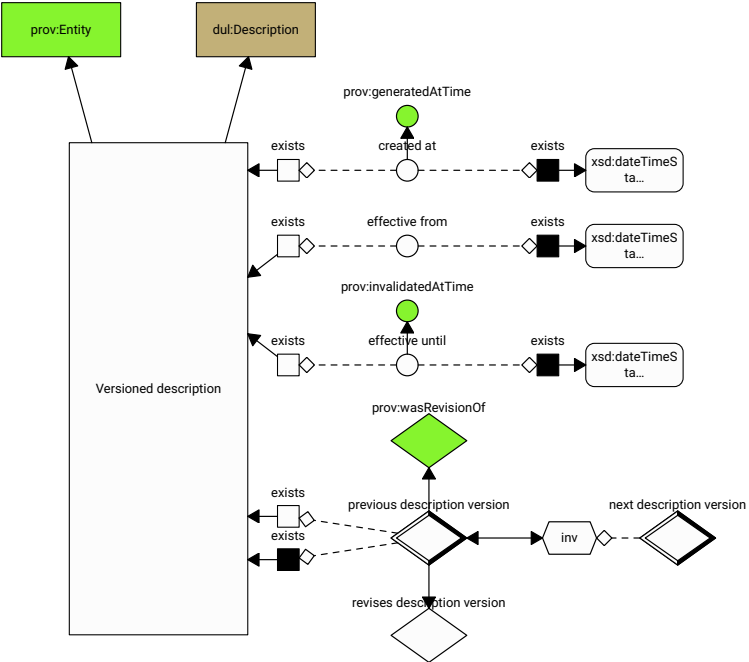 prov:Entity
dul:Description
prov:generatedAtTime
exists
created at
exists
xsd:dateTimeS
ta...
exists
effective from
exists
xsd:dateTimeS
ta...
prov:invalidatedAtTime
exists
effective until
exists
xsd:dateTimeS
ta...
Versioned description
prov:wasRevisionOf
exists
previous description version
next description version
exists
inv
revises description version